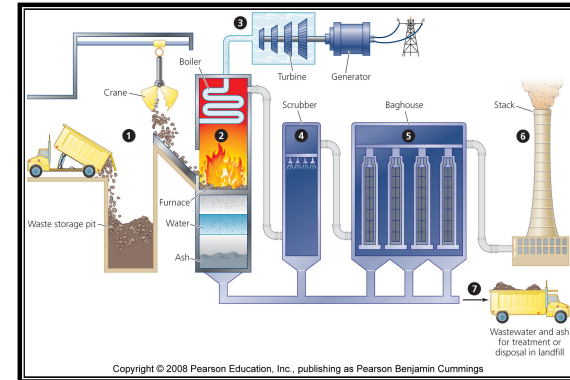 3
Boiler
Turbine
Generator
Crane
Scrubber
Baghouse
Stack
1
2
4
5
6
Furnace
Waste storage pit
Water
Ash
7
Wastewater and ash
for treatment or
disposal in landfill
Copyright © 2008 Pearson Education, Inc., publishing as Pearson Benjamin Cummings